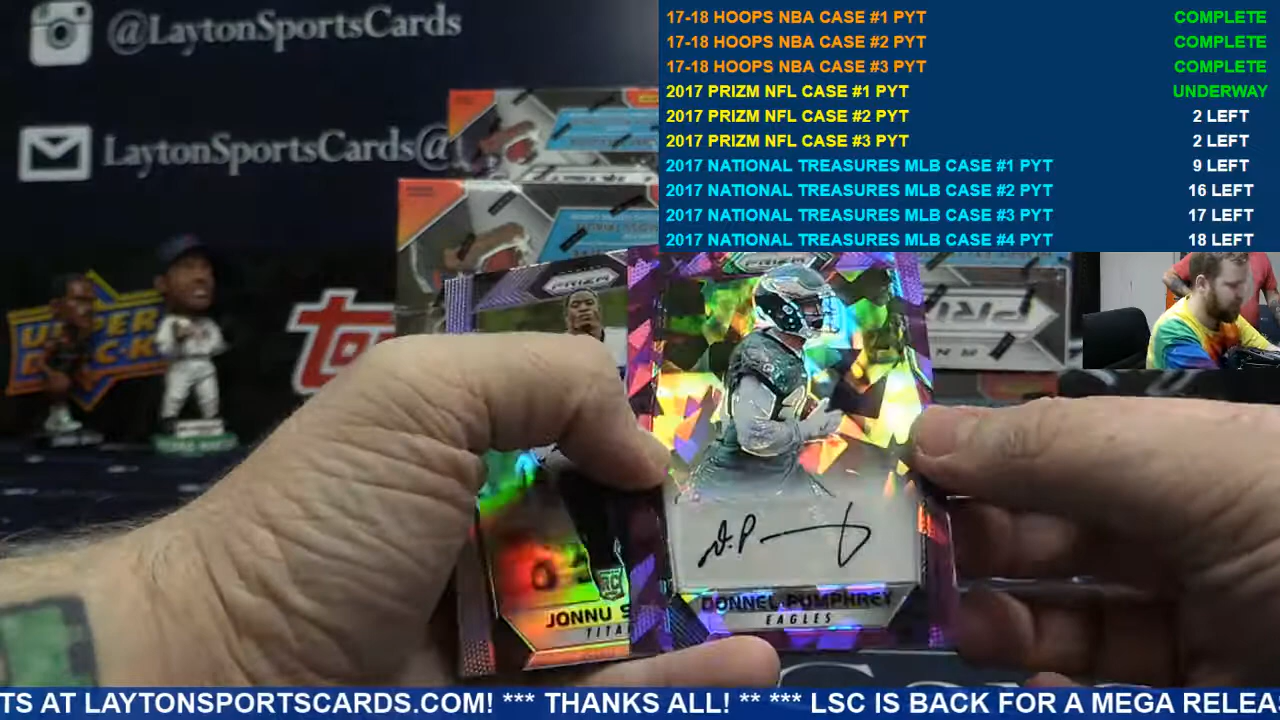 @LaytonSportsCards
LaytonSportsCards@
17-18 HOOPS NBA CASE #1 PYT COMPLETE
17-18 HOOPS NBA CASE #2 PYT COMPLETE
17-18 HOOPS NBA CASE #3 PYT COMPLETE
2017 PRIZM NFL CASE #1 PYT UNDERWAY
2017 PRIZM NFL CASE #2 PYT 2 LEFT
2017 PRIZM NFL CASE #3 PYT 2 LEFT
2017 NATIONAL TREASURES MLB CASE #1 PYT 9 LEFT
2017 NATIONAL TREASURES MLB CASE #2 PYT 16 LEFT
2017 NATIONAL TREASURES MLB CASE #3 PYT 17 LEFT
2017 NATIONAL TREASURES MLB CASE #4 PYT 18 LEFT
UPPER
DECK
PRIZM
PRIZM
PRIZM
RC
JONNU S
TITA
D.P
DONNEL PUMPHREY
EAGLES
TS AT LAYTONSPORTSCARDS.COM! *** THANKS ALL! ** *** LSC IS BACK FOR A MEGA RELEA